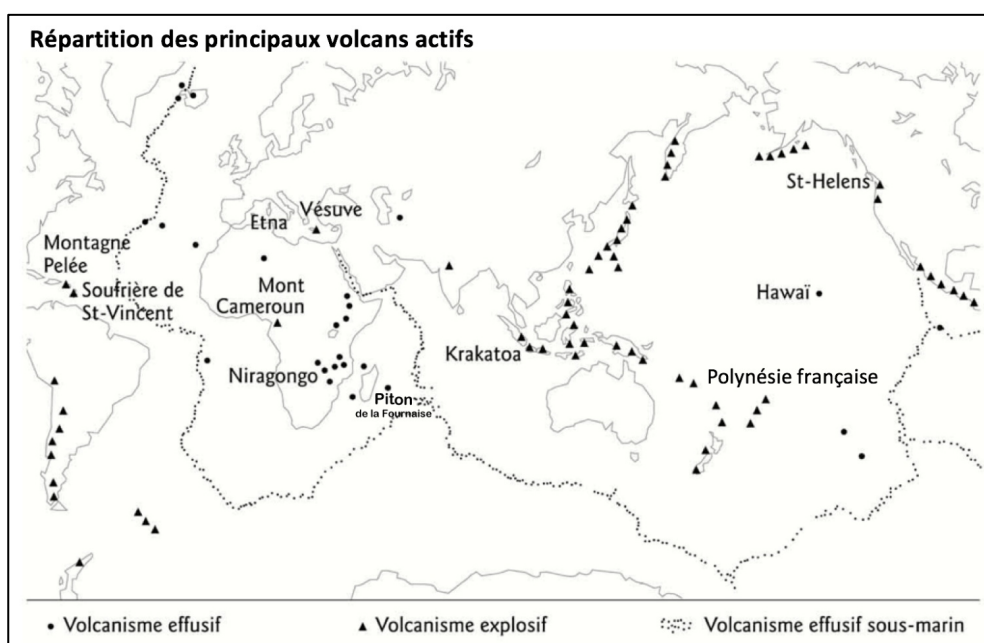 Répartition des principaux volcans actifs
St-Helens
Vésuve
Etna
Montagne
Pelée
Soufrière de
St-Vincent
Mont
Cameroun
Hawaï
Krakatoa
Niragongo
Polynésie française
Piton
de la Fournaise
Volcanisme effusif
Volcanisme explosif
Volcanisme effusif sous-marin